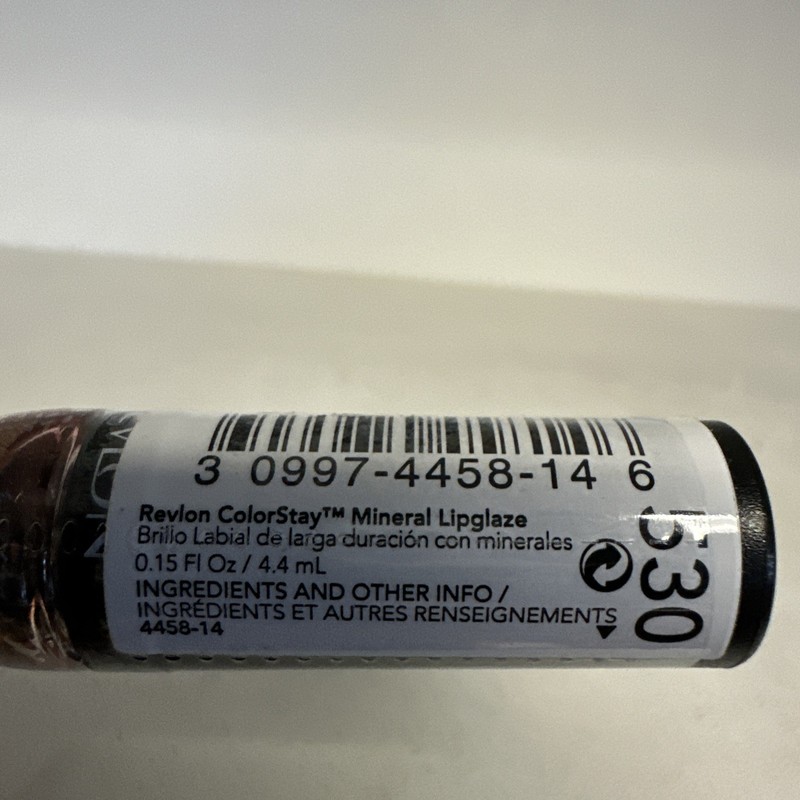 3 0997-4458-14 6
Revlon ColorStay™ Mineral Lipglaze
Brillo Labial de larga duración con minerales
0.15 Fl Oz / 4.4 mL
INGREDIENTS AND OTHER INFO /
INGRÉDIENTS ET AUTRES RENSEIGNEMENTS
4458-14
530